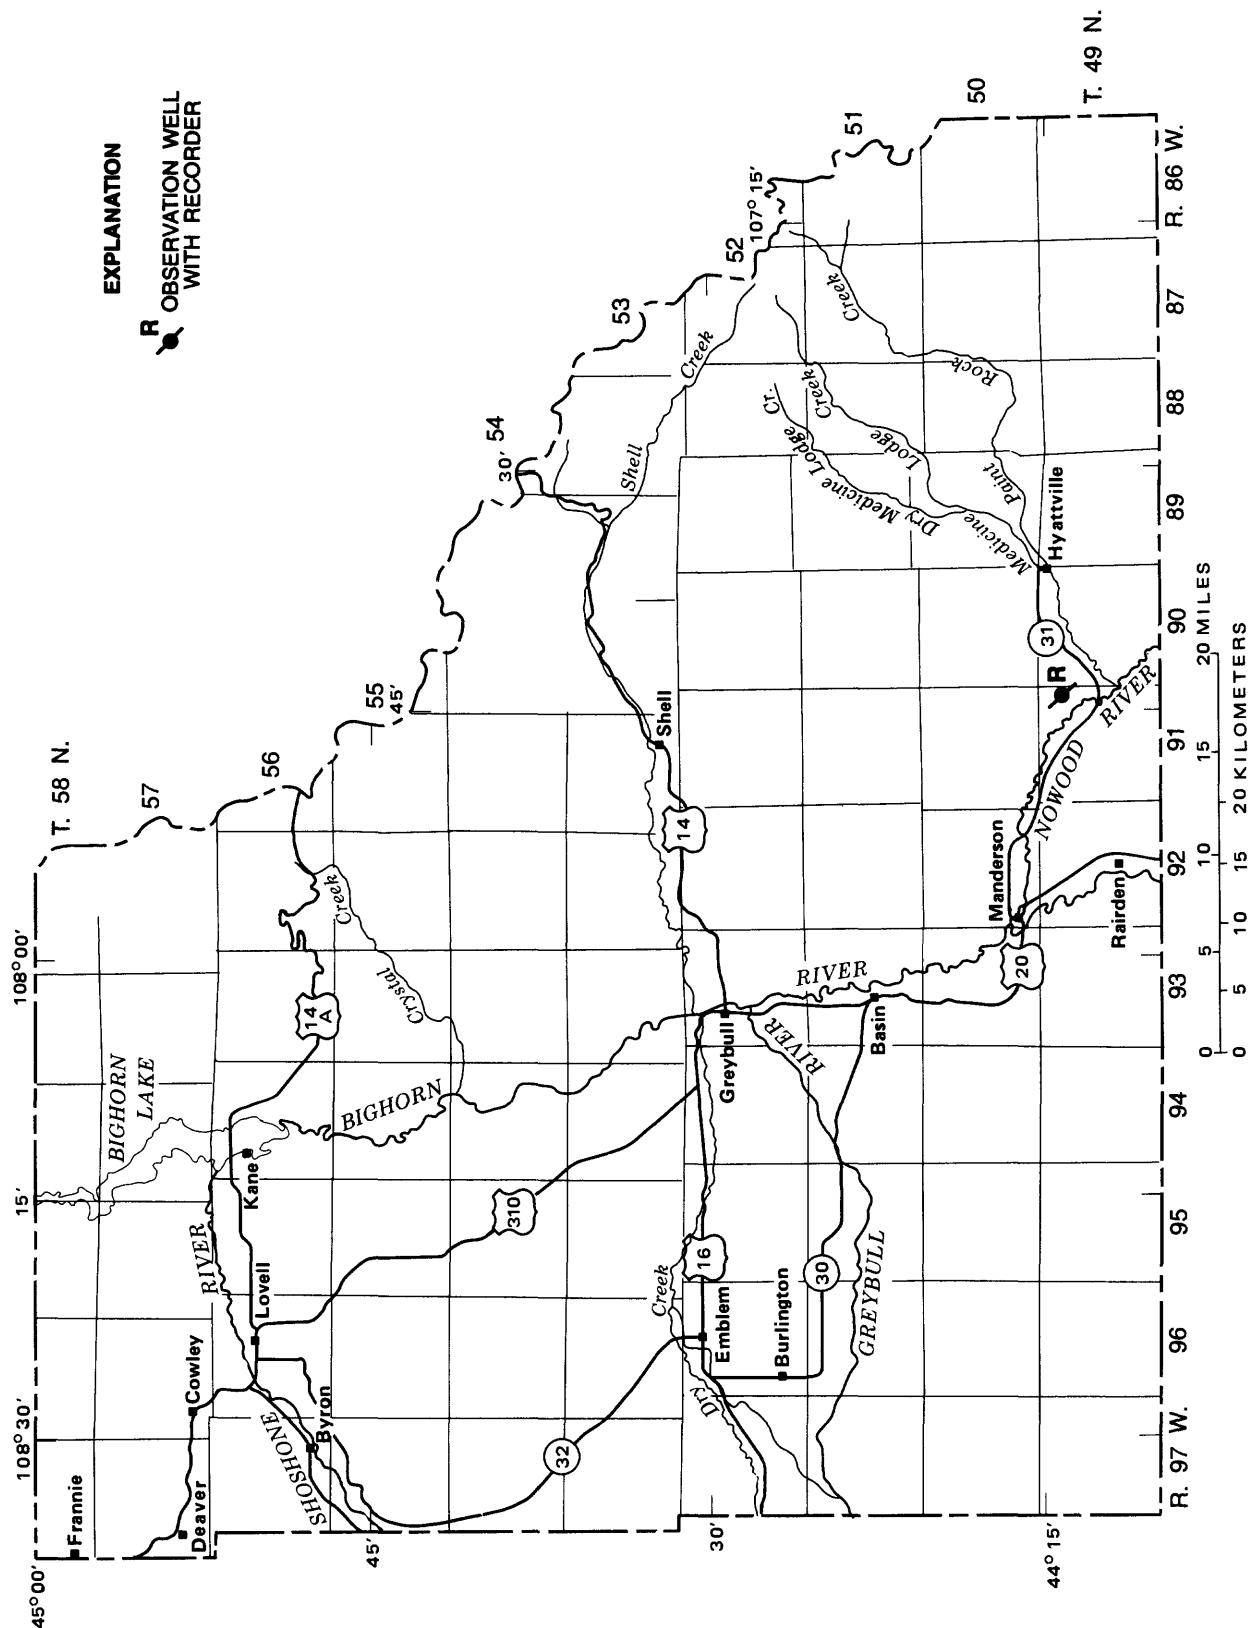 EXPLANATION
R
OBSERVATION WELL
WITH RECORDER
108° 30'
15'
108° 00'
T. 58 N.
57
56
55
45'
54
30'
53
52
107° 15'
51
50
T. 49 N.
45° 00'
45'
30'
44° 15'
Frannie
Deaver
Cowley
Byron
Lovell
Kane
SHOSHONE
RIVER
BIGHORN
LAKE
14
A
Crystal
Creek
BIGHORN
RIVER
310
32
Dry
Creek
Emblem
16
Burlington
30
GREYBULL
RIVER
Greybull
Basin
14
Shell
Shell
Creek
Dry Medicine Lodge Cr.
Medicine
Lodge
Creek
Paint
Rock
Creek
Hyattville
31
R
NOWOOD
RIVER
Manderson
20
Rairden
R. 97 W.
96
95
94
93
92
91
90
89
88
87
R. 86 W.
0
5
10
15
20 MILES
0
5
10
15
20 KILOMETERS